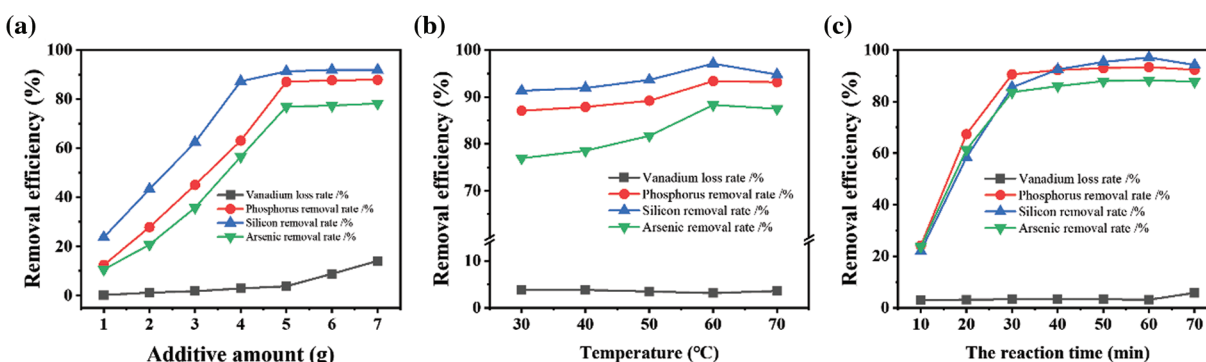 (a)
Removal efficiency (%)
100
80
60
40
20
0
Vanadium loss rate /%
Phosphorus removal rate /%
Silicon removal rate /%
Arsenic removal rate /%
1 2 3 4 5 6 7
Additive amount (g)
(b)
Removal efficiency (%)
100
95
90
85
80
75
70
10
5
0
Vanadium loss rate /%
Phosphorus removal rate /%
Silicon removal rate /%
Arsenic removal rate /%
30 40 50 60 70
Temperature (℃)
(c)
Removal efficiency (%)
100
80
60
40
20
0
Vanadium loss rate /%
Phosphorus removal rate /%
Silicon removal rate /%
Arsenic removal rate /%
10 20 30 40 50 60 70
The reaction time (min)